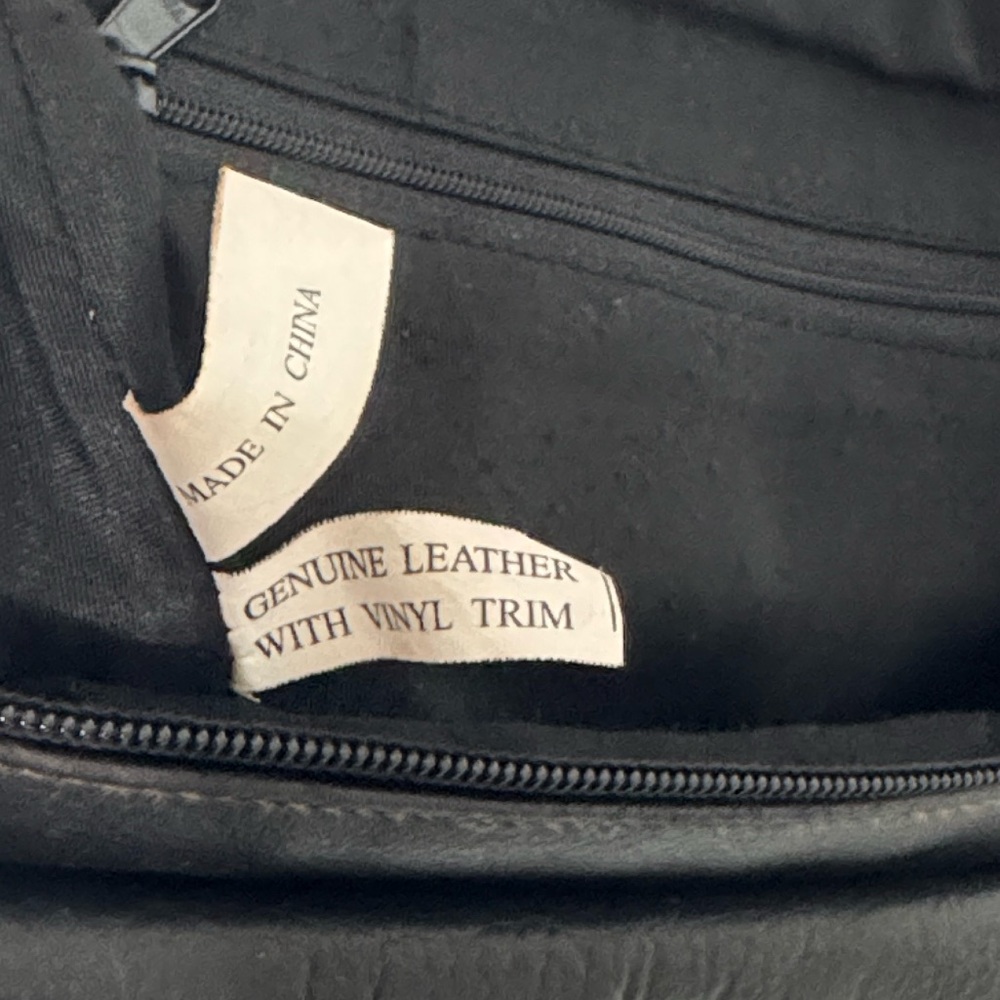 MADE IN CHINA
GENUINE LEATHER
WITH VINYL TRIM